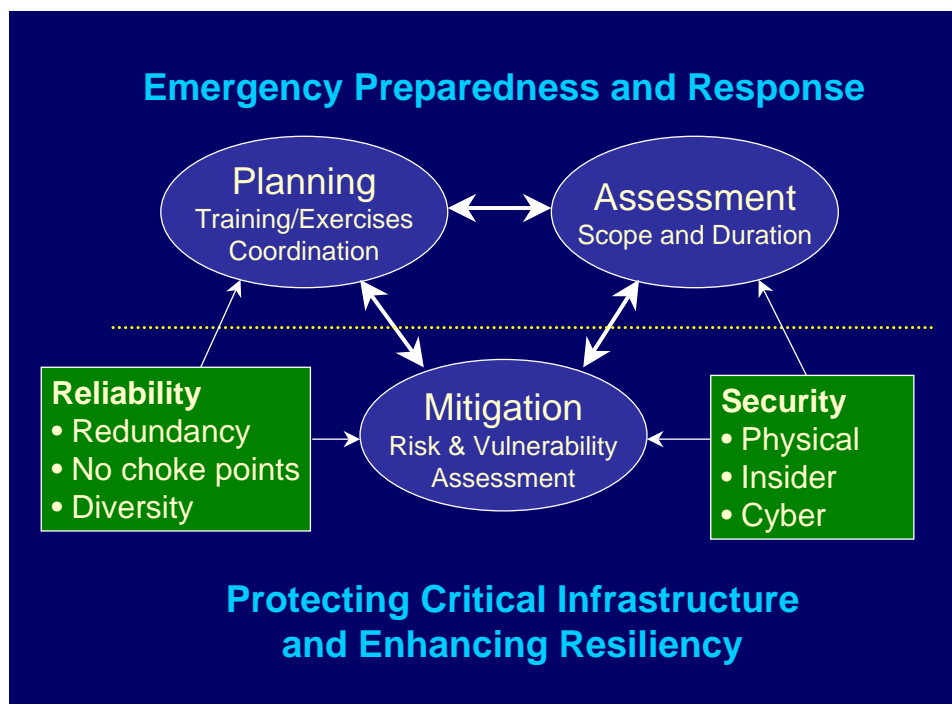 Emergency Preparedness and Response
Planning
Training/Exercises
Coordination
Assessment
Scope and Duration
Reliability
• Redundancy
• No choke points
• Diversity
Mitigation
Risk & Vulnerability
Assessment
Security
• Physical
• Insider
• Cyber
Protecting Critical Infrastructure
and Enhancing Resiliency